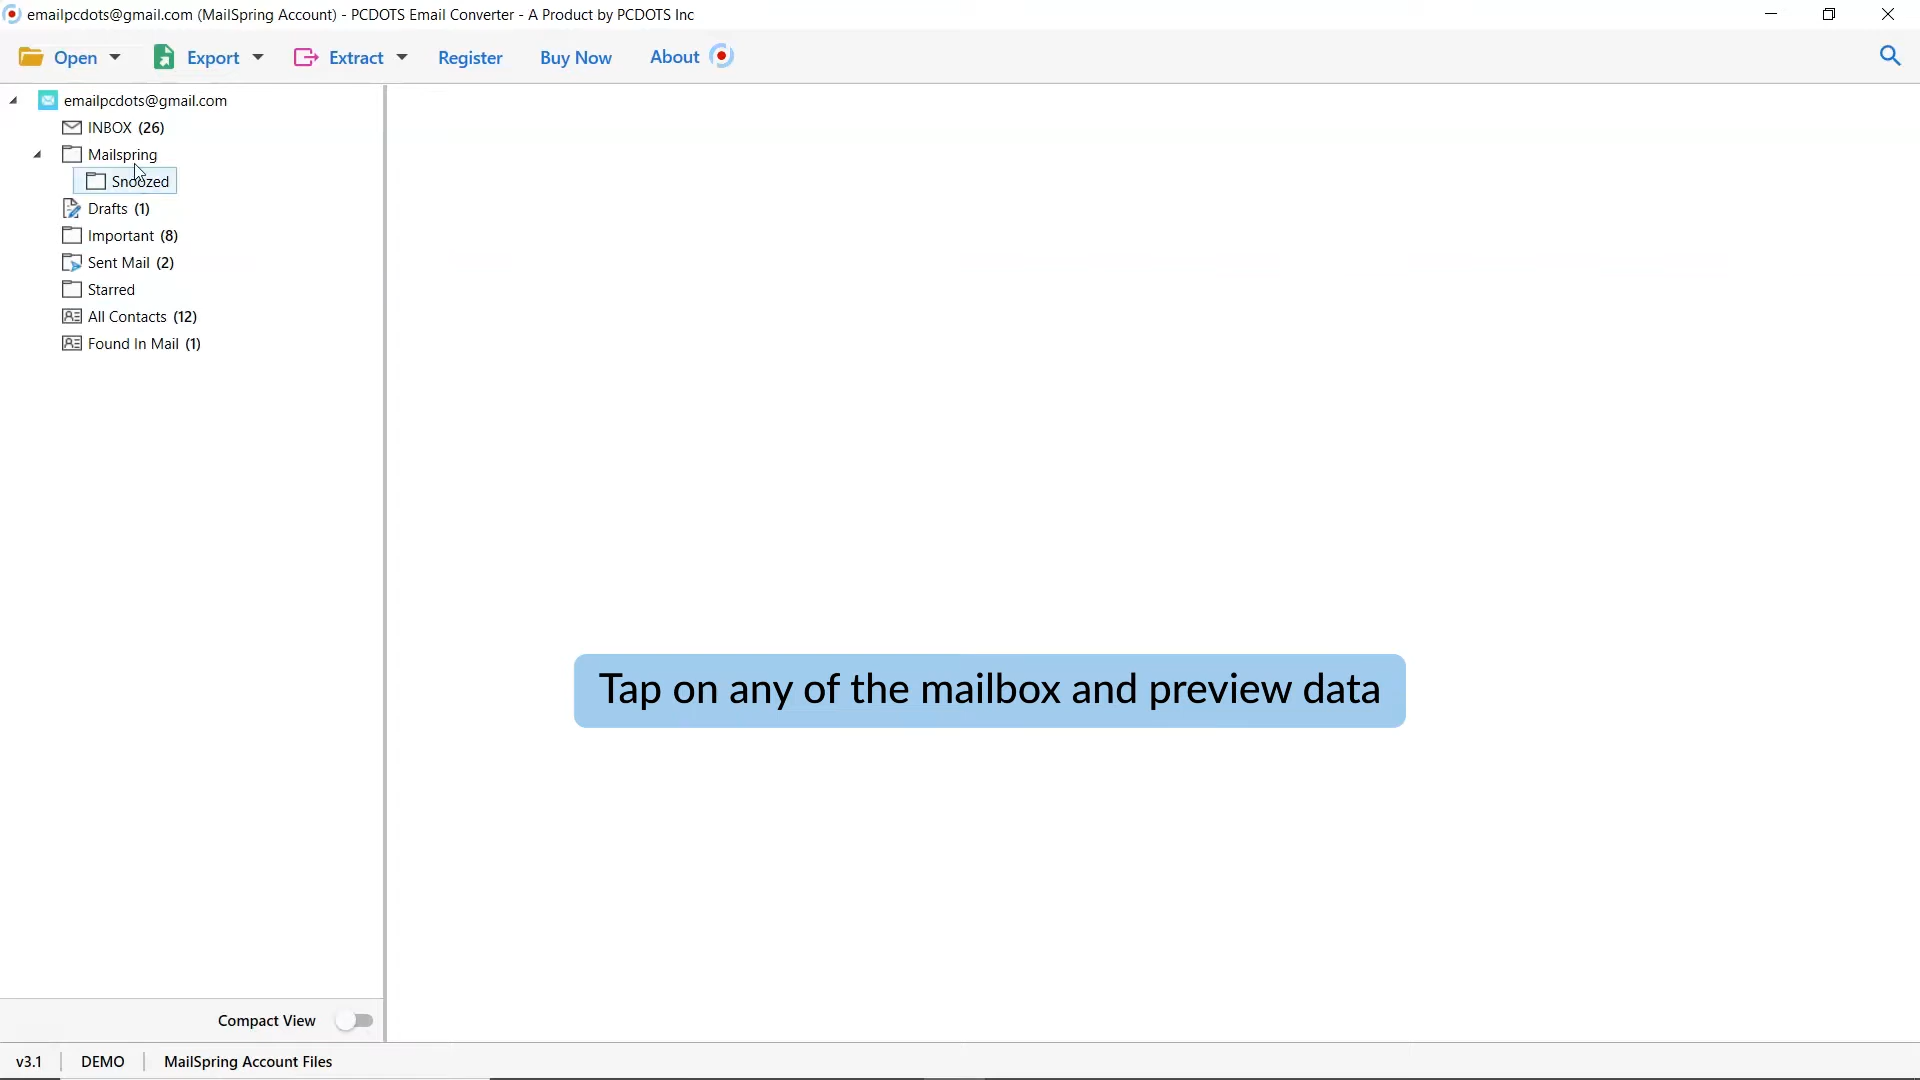 emailpcdots@gmail.com (MailSpring Account) - PCDOTS Email Converter - A Product by PCDOTS Inc
Open Export Extract Register Buy Now About
emailpcdots@gmail.com
INBOX (26)
Mailspring
Snoozed
Drafts (1)
Important (8)
Sent Mail (2)
Starred
All Contacts (12)
Found In Mail (1)
Tap on any of the mailbox and preview data
Compact View
v3.1 DEMO MailSpring Account Files